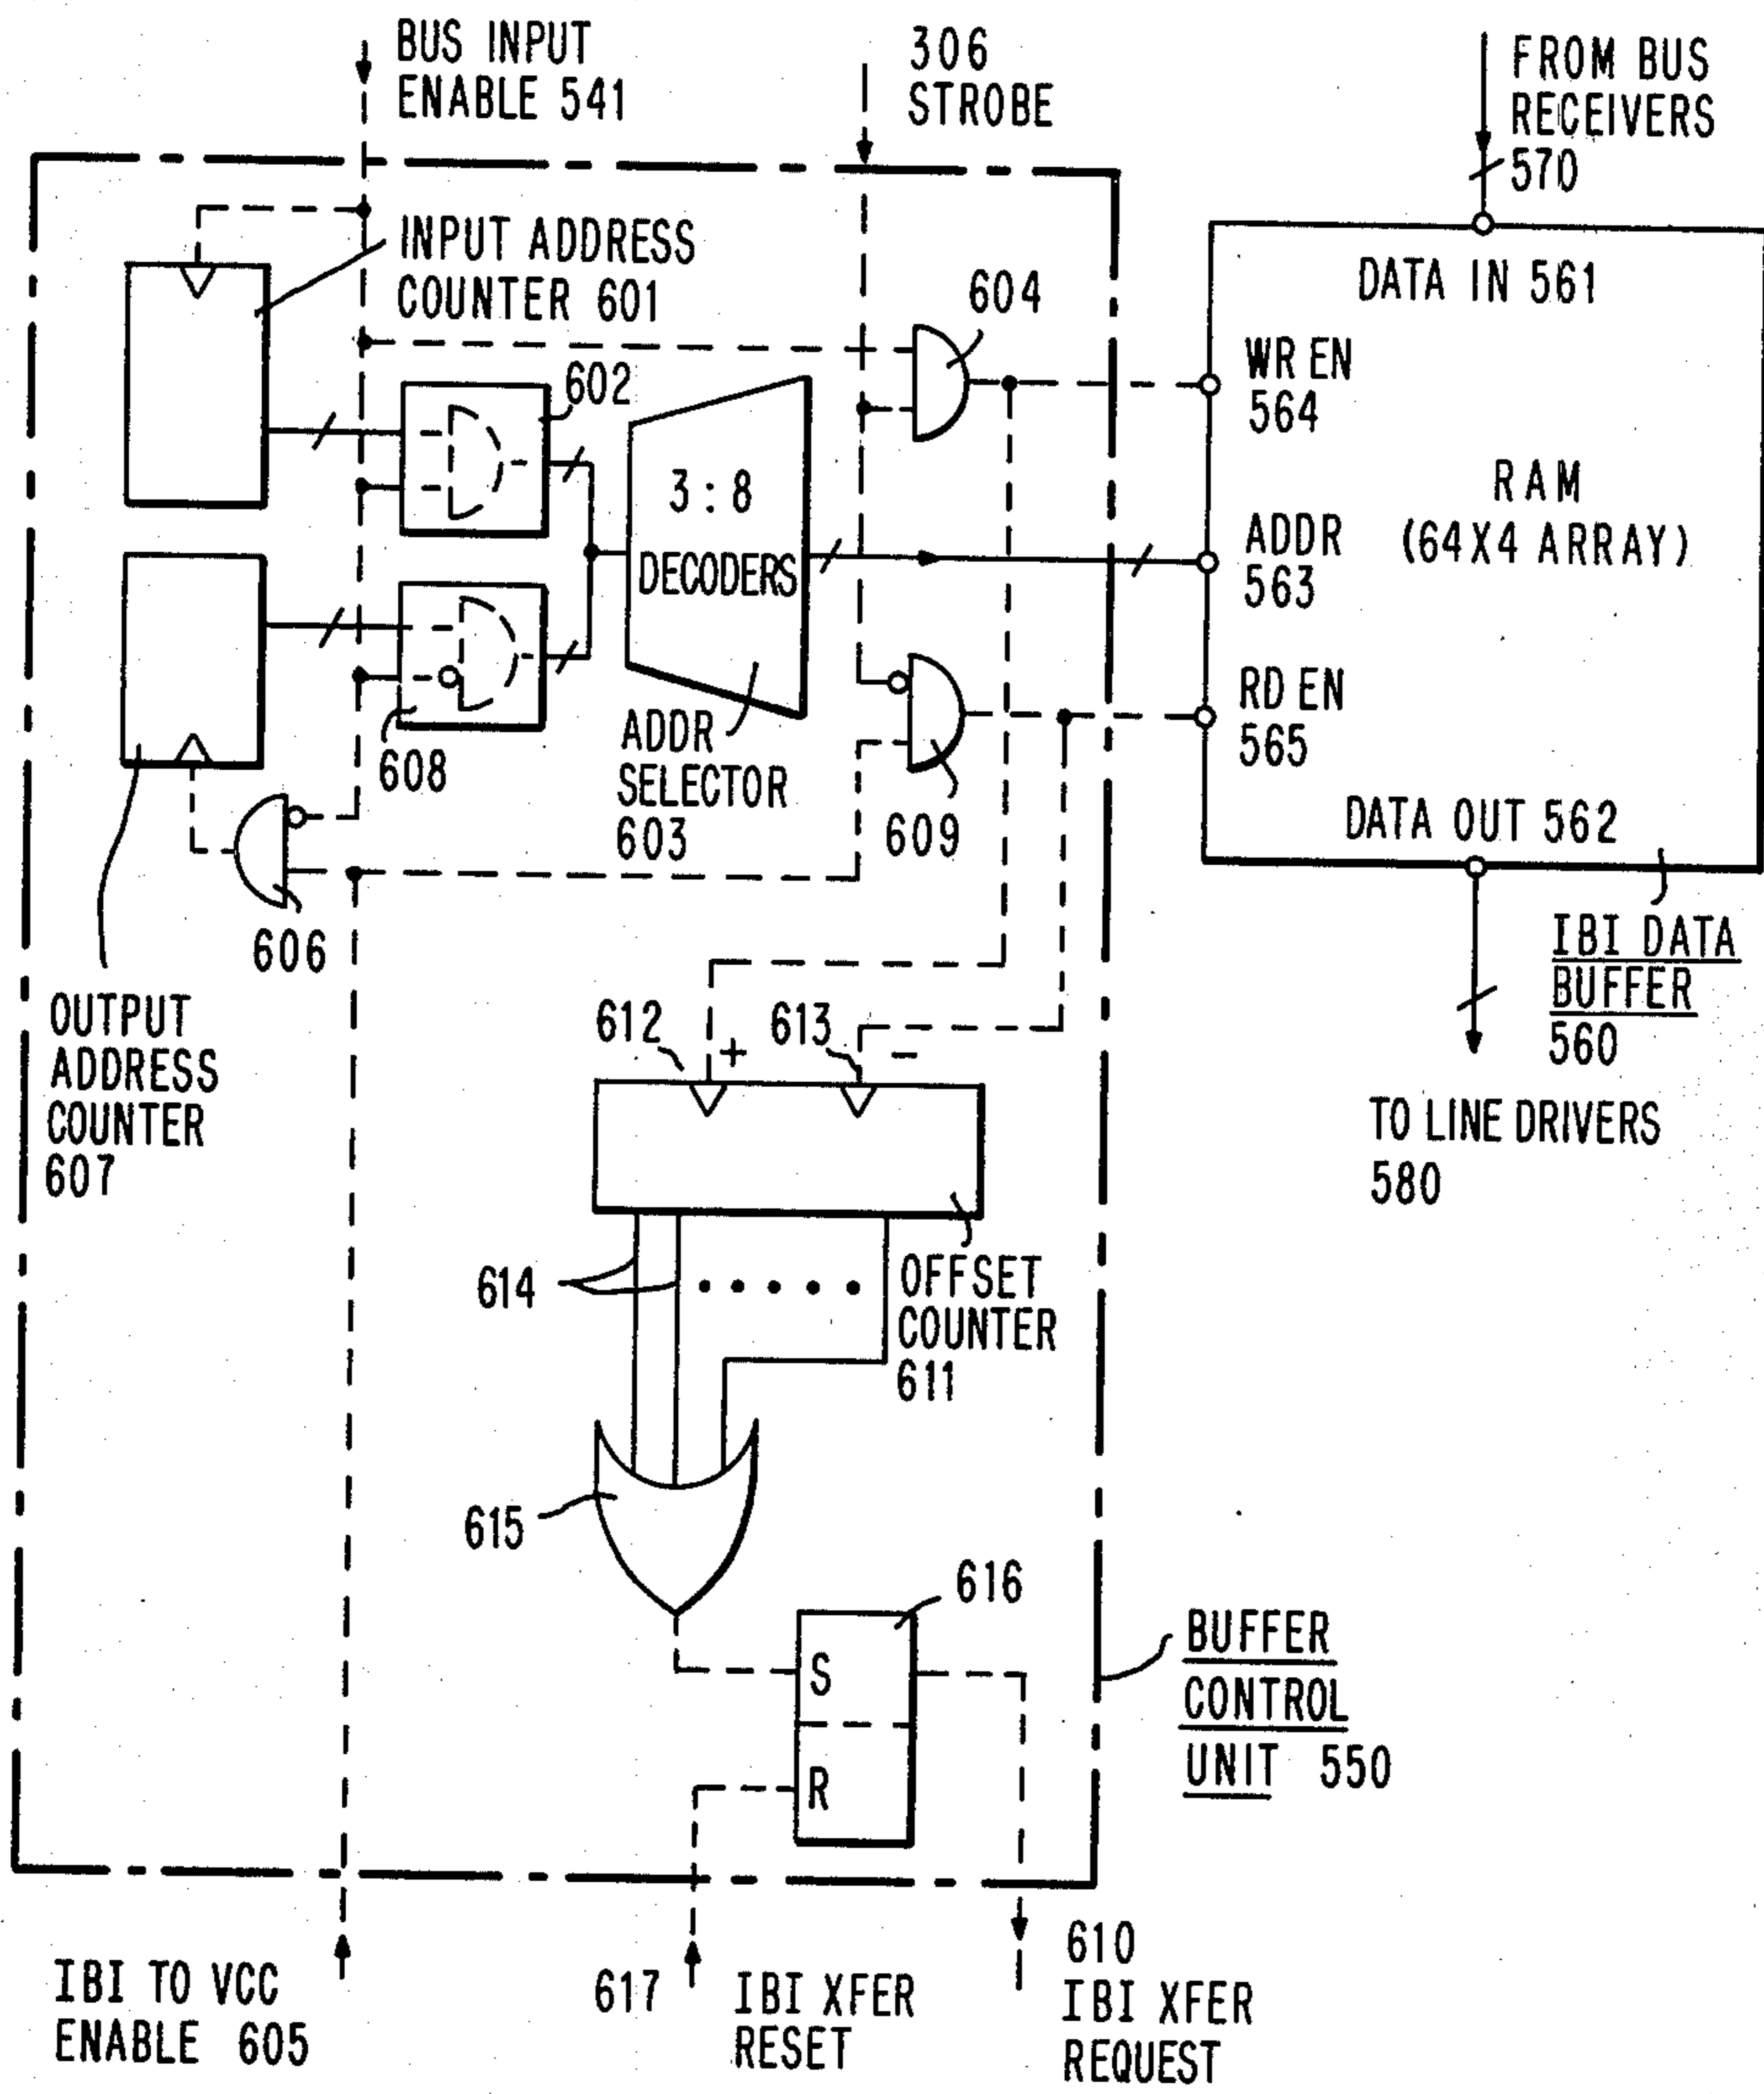 BUS INPUT
ENABLE 541
306
STROBE
FROM BUS
RECEIVERS
570
INPUT ADDRESS
COUNTER 601
602
604
DATA IN 561
WR EN
564
3 : 8
DECODERS
RAM
(64X4 ARRAY)
ADDR
563
RD EN
565
608
ADDR
SELECTOR
603
609
DATA OUT 562
606
OUTPUT
ADDRESS
COUNTER
607
IBI DATA
BUFFER
560
612
+
613
−
TO LINE DRIVERS
580
614
OFFSET
COUNTER
611
615
616
S
R
BUFFER
CONTROL
UNIT 550
IBI TO VCC
ENABLE 605
617
IBI XFER
RESET
610
IBI XFER
REQUEST